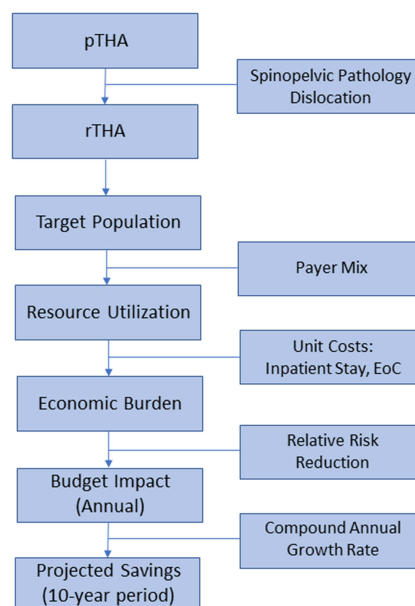 pTHA
Spinopelvic Pathology
Dislocation
rTHA
Target Population
Payer Mix
Resource Utilization
Unit Costs:
Inpatient Stay, EoC
Economic Burden
Relative Risk
Reduction
Budget Impact
(Annual)
Compound Annual
Growth Rate
Projected Savings
(10-year period)